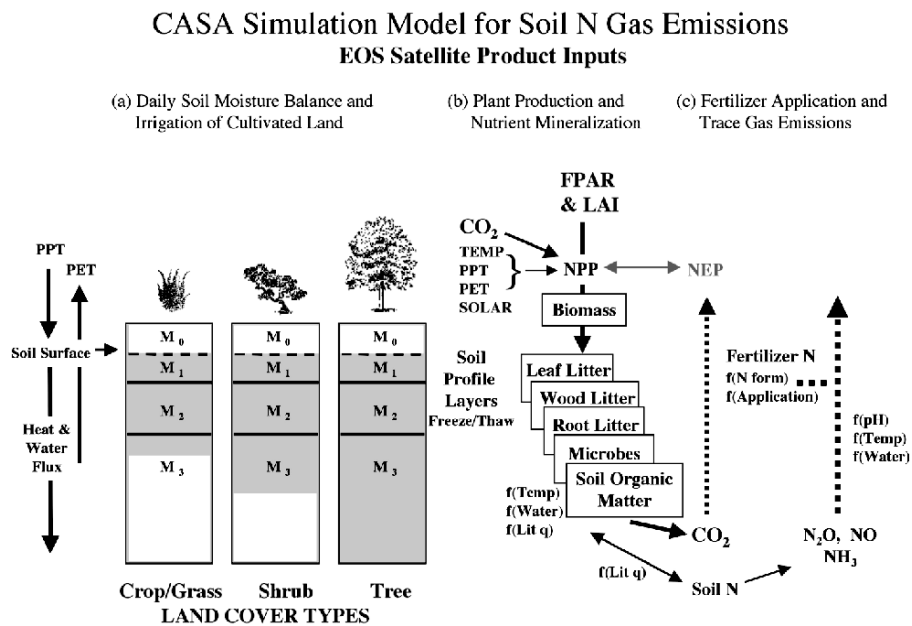 CASA Simulation Model for Soil N Gas Emissions
EOS Satellite Product Inputs
(a) Daily Soil Moisture Balance and
Irrigation of Cultivated Land
(b) Plant Production and
Nutrient Mineralization
(c) Fertilizer Application and
Trace Gas Emissions
PPT
PET
Soil Surface
Heat &
Water
Flux
M0
M1
M2
M3
M0
M1
M2
M3
M0
M1
M2
M3
Crop/Grass
Shrub
Tree
LAND COVER TYPES
FPAR
& LAI
CO2
TEMP
PPT
PET
SOLAR
NPP
NEP
Biomass
Soil
Profile
Layers
Freeze/Thaw
Leaf Litter
Wood Litter
Root Litter
Microbes
Soil Organic
Matter
f(Temp)
f(Water)
f(Lit q)
CO2
f(Lit q)
Soil N
Fertilizer N
f(N form)
f(Application)
f(pH)
f(Temp)
f(Water)
N2O, NO
NH3